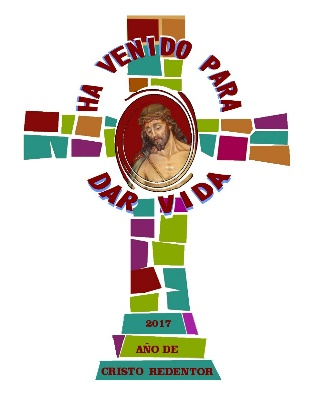 HA VENIDO PARA
DAR VIDA
2017
AÑO DE
CRISTO REDENTOR